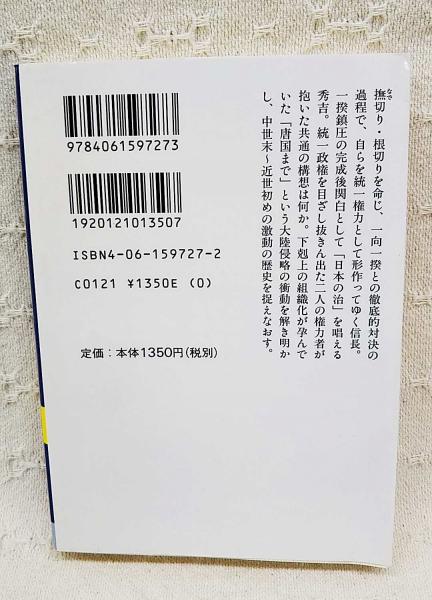 撫切り・根切りを命じ、一向一揆との徹底的対決の
過程で、自らを統一権力として形作ってゆく信長。
一揆鎮圧の完成後関白として「日本の治」を唱える
秀吉。統一政権を目ざし抜きん出た二人の権力者が
抱いた共通の構想は何か。下剋上の組織化が孕んで
いた「唐国まで」という大陸侵略の衝動を解き明か
し、中世末～近世初めの激動の歴史を捉えなおす。
9784061597273
1920121013507
ISBN4-06-159727-2
C0121 ¥1350E (0)
定価：本体1350円(税別)